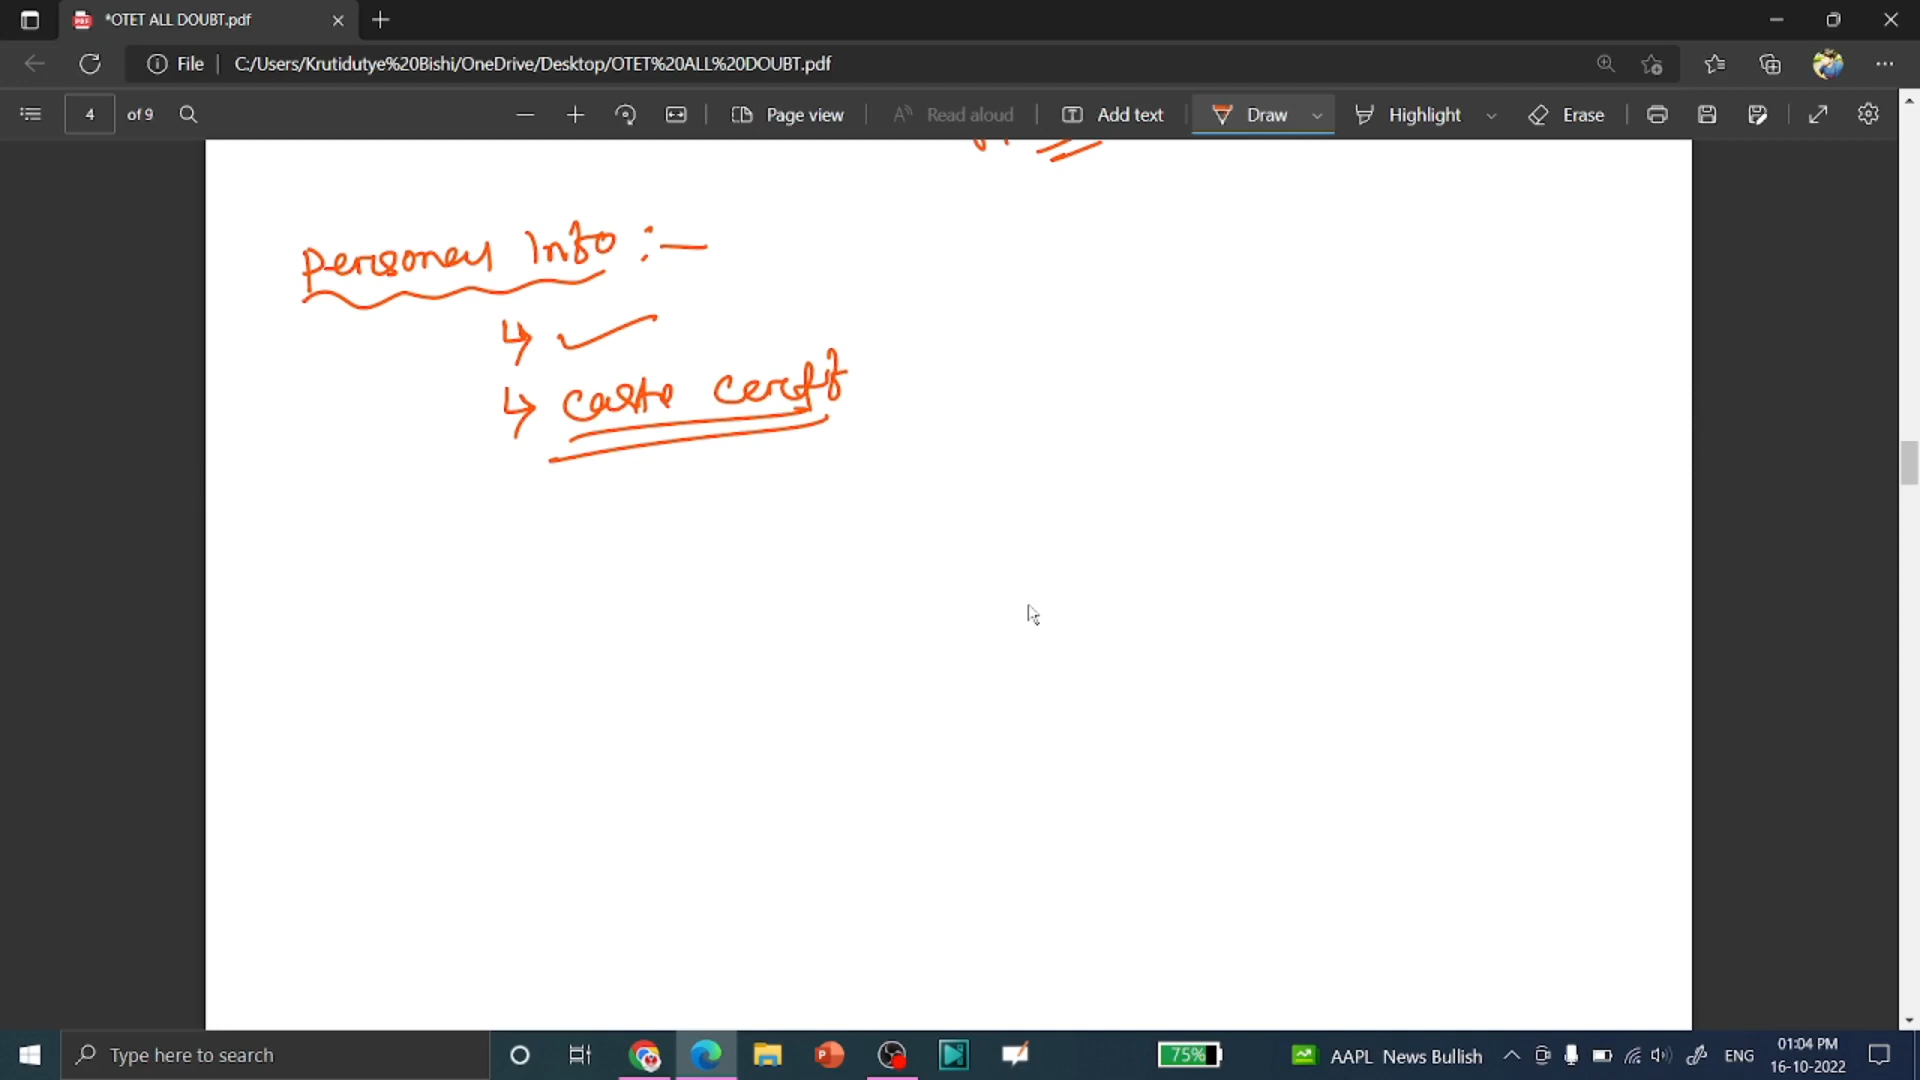 *OTET ALL DOUBT.pdf
File C:/Users/Krutidutye%20Bishi/OneDrive/Desktop/OTET%20ALL%20DOUBT.pdf
4 of 9 Page view Read aloud Add text Draw Highlight Erase
Personal Info :-
caste certif
Type here to search 75% AAPL News Bullish ENG 01:04 PM
16-10-2022